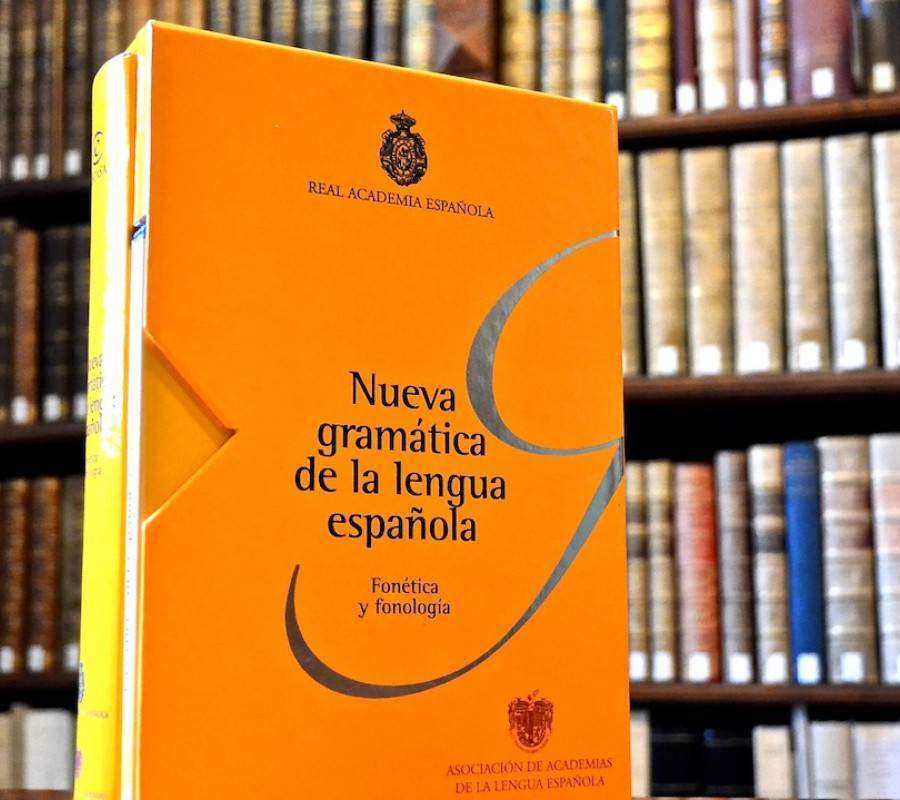 REAL ACADEMIA ESPAÑOLA
Nueva
gramática
de la lengua
española
Fonética
y fonología
ASOCIACIÓN DE ACADEMIAS
DE LA LENGUA ESPAÑOLA